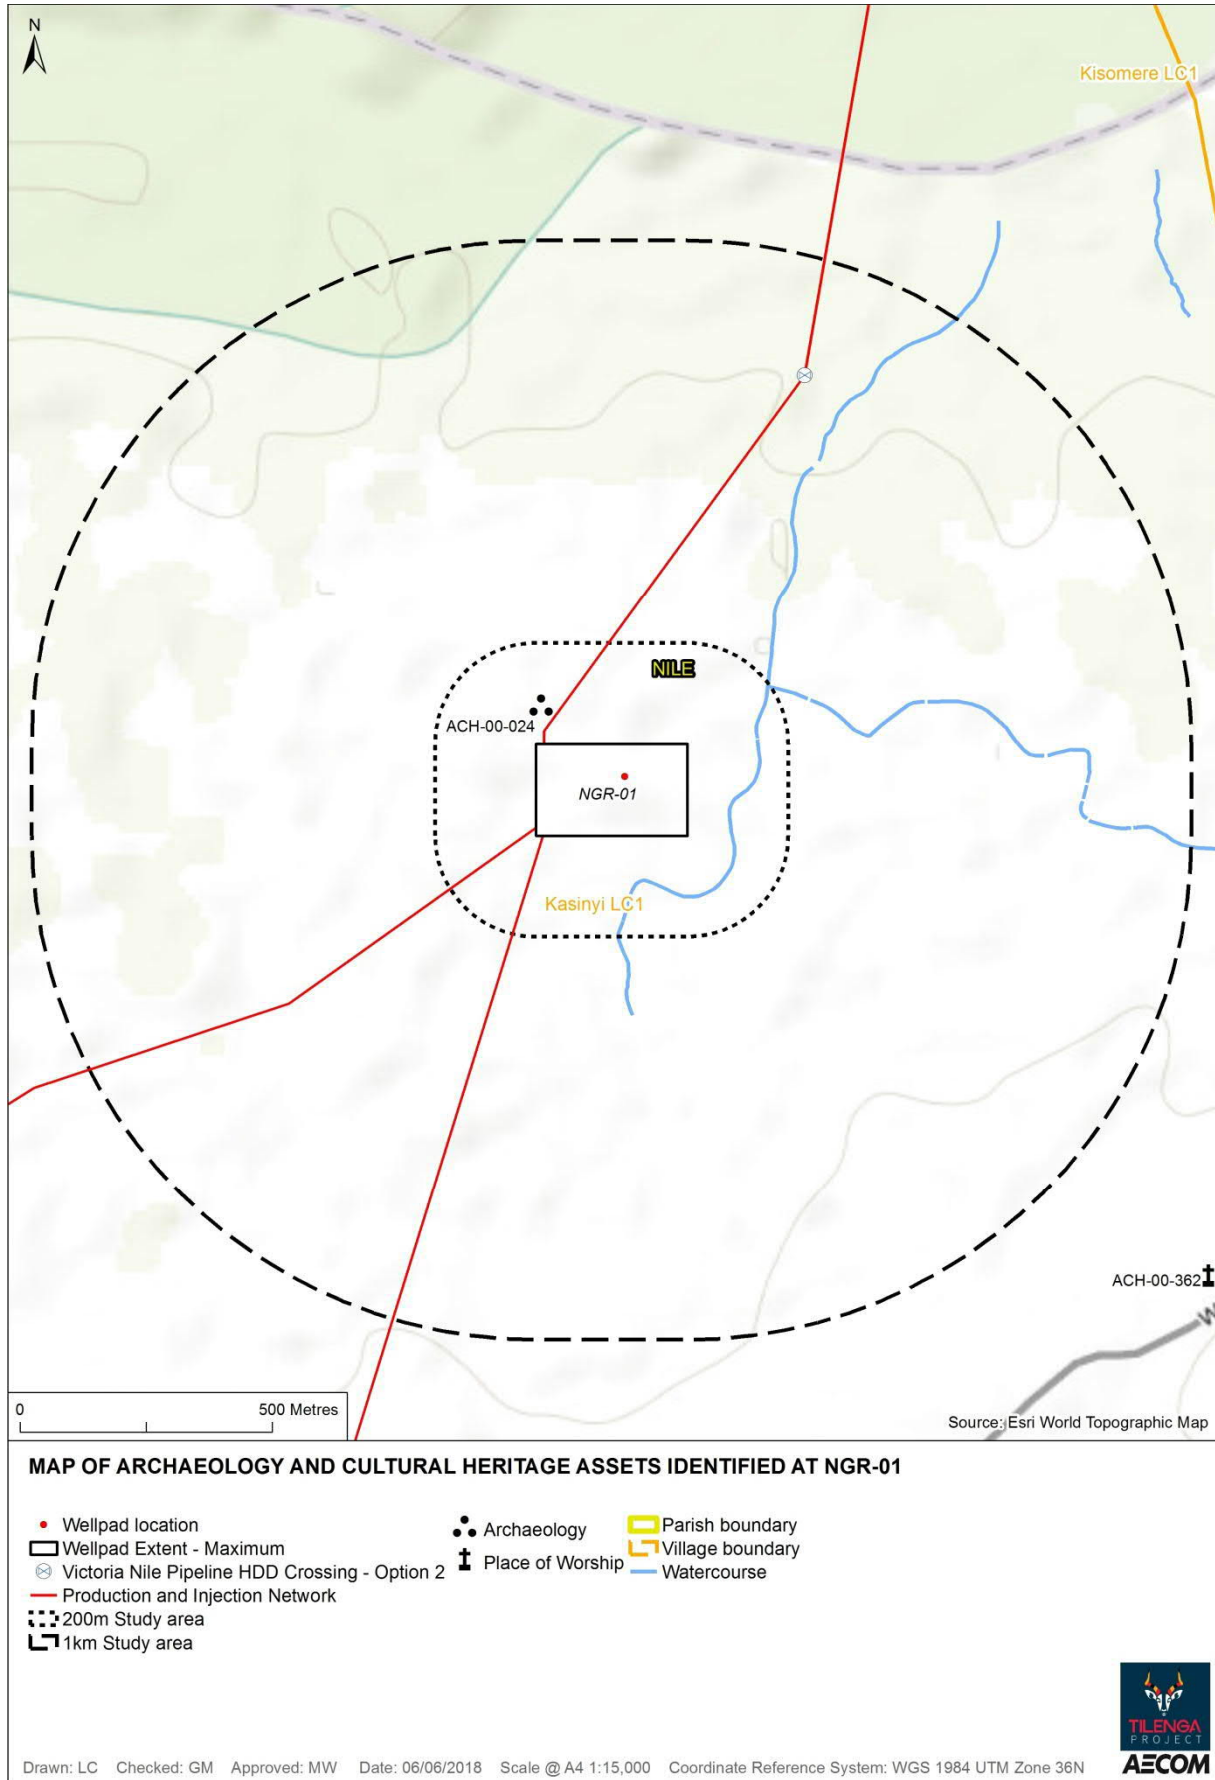 N
Kisomere LC1
NILE
ACH-00-024
NGR-01
Kasinyi LC1
ACH-00-362
W
0 500 Metres
Source: Esri World Topographic Map
MAP OF ARCHAEOLOGY AND CULTURAL HERITAGE ASSETS IDENTIFIED AT NGR-01
Wellpad location
Wellpad Extent - Maximum
Victoria Nile Pipeline HDD Crossing - Option 2
Production and Injection Network
200m Study area
1km Study area
Archaeology
Place of Worship
Parish boundary
Village boundary
Watercourse
TILENGA
PROJECT
AECOM
Drawn: LC Checked: GM Approved: MW Date: 06/06/2018 Scale @ A4 1:15,000 Coordinate Reference System: WGS 1984 UTM Zone 36N